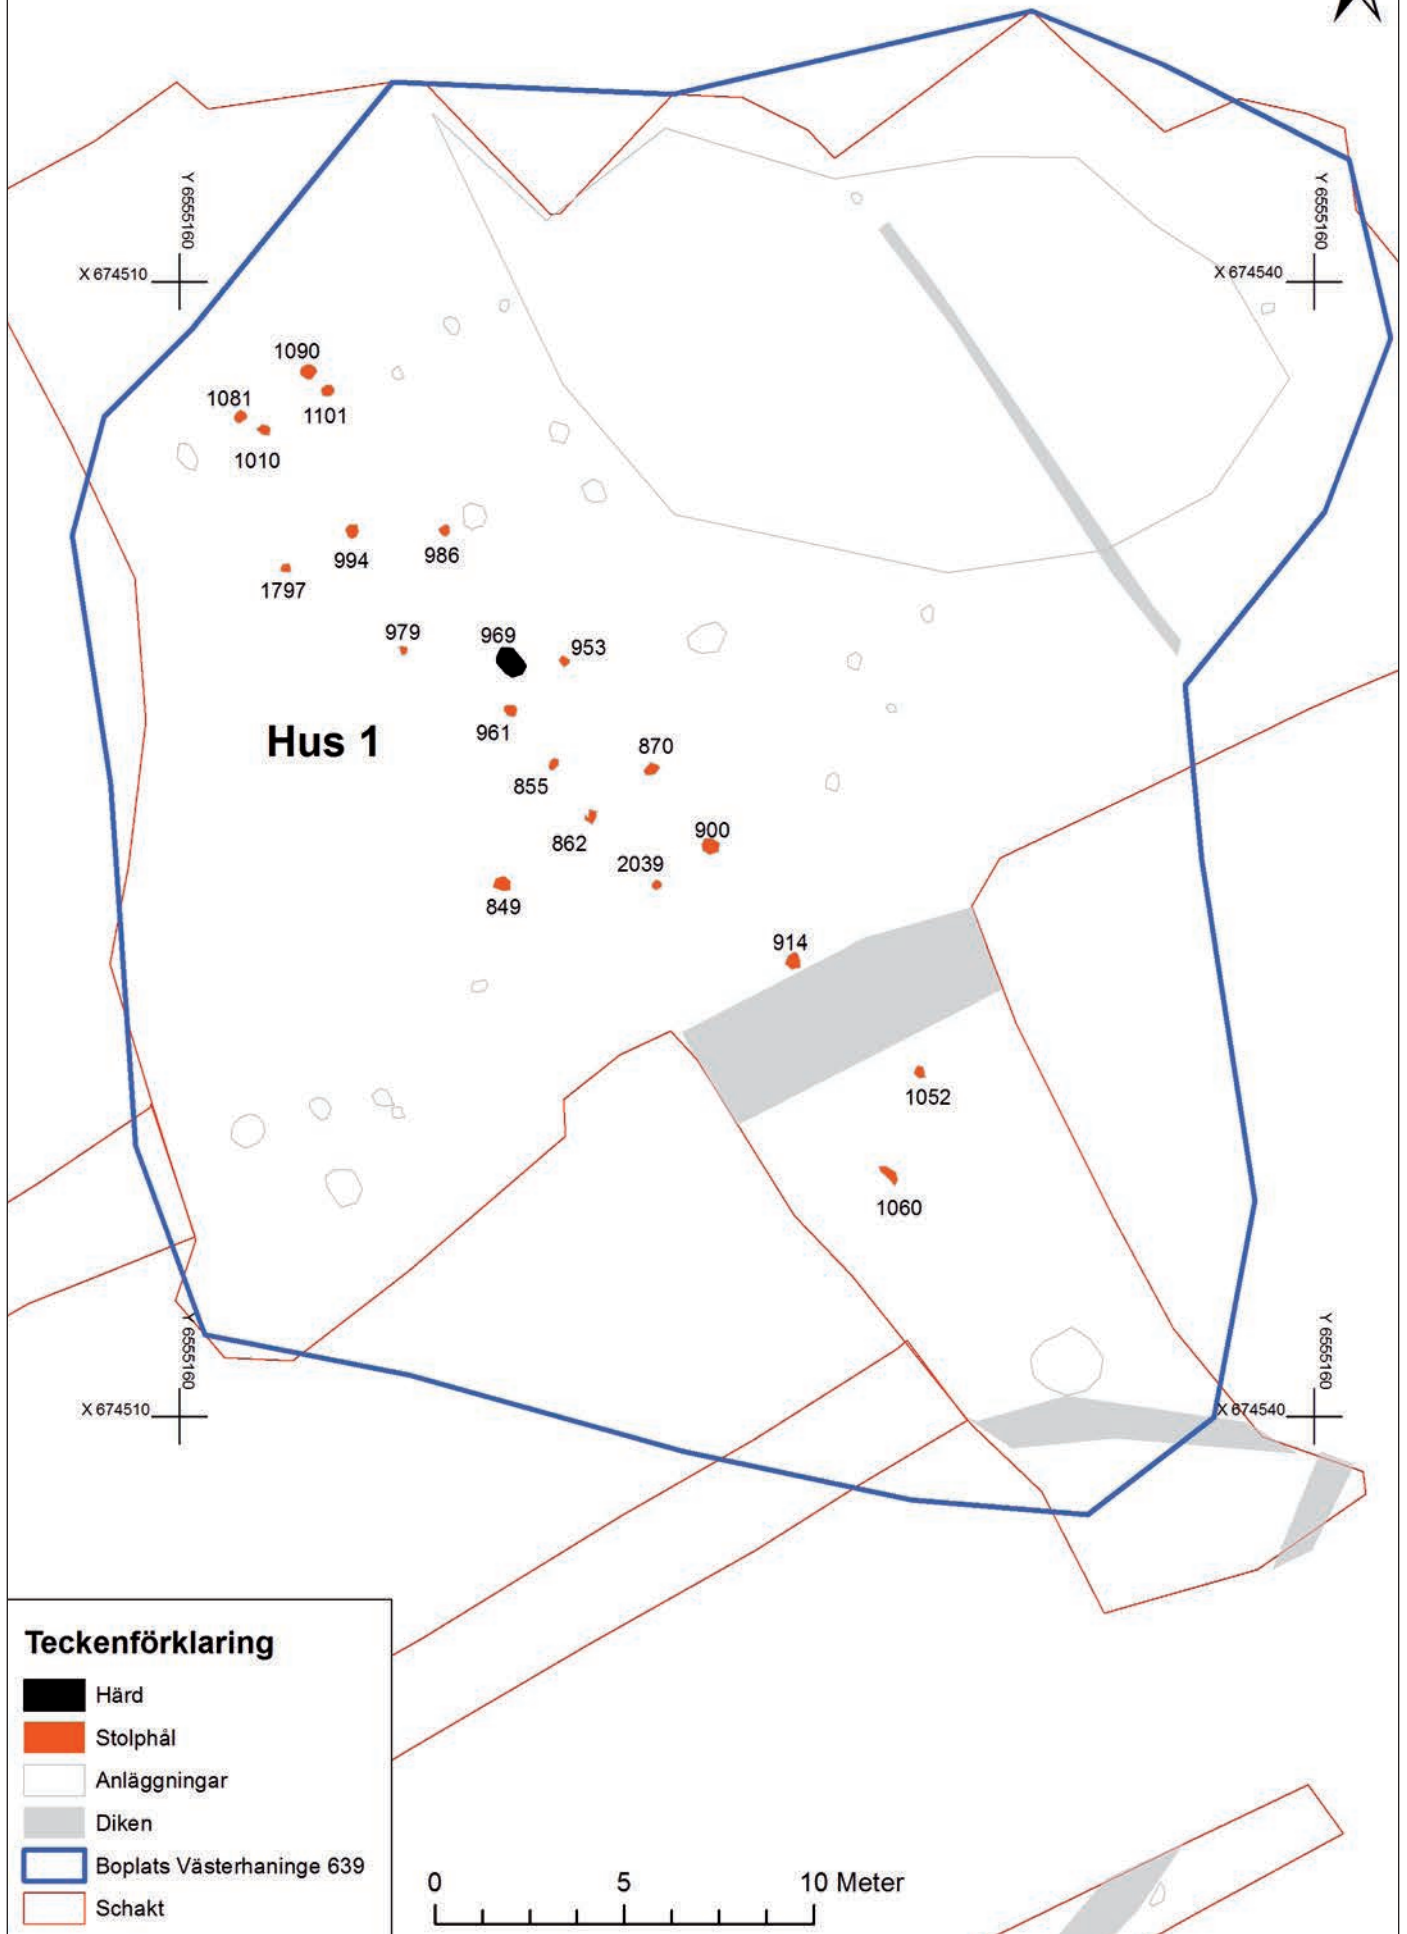 Y 6555160
Y 6555160
X 674510
X 674540
1090
1081
1101
1010
994
986
1797
979
969
953
961
Hus 1
870
855
900
862
2039
849
914
1052
1060
Y 6555160
Y 6555160
X 674510
X 674540
Teckenförklaring
Härd
Stolphål
Anläggningar
Diken
Boplats Västerhaninge 639
Schakt
0 5 10 Meter